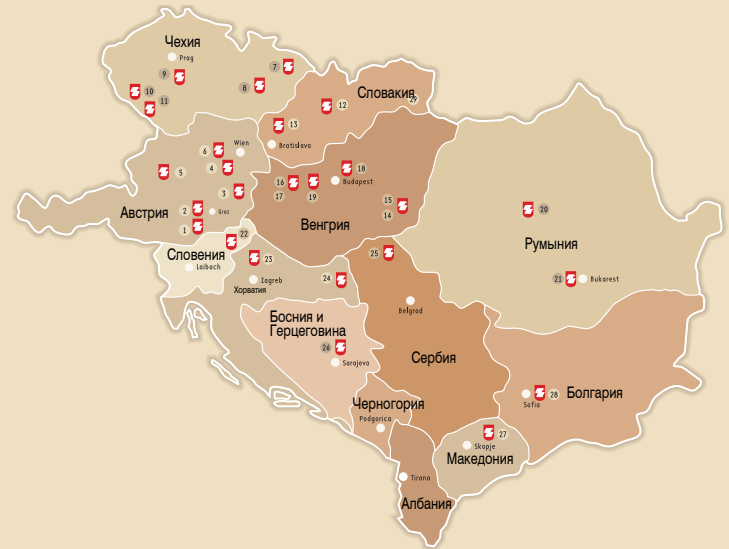 Чехия
Prag
7
9
8
10
11
Словакия
29
12
13
Bratislava
6
Wien
4
5
3
Австрия
2
Graz
1
16
17
19
18
Budapest
15
14
Венгрия
20
Румыния
21
Bukarest
22
Словения
Laibach
23
Zagreb
Хорватия
24
25
Belgrad
Сербия
Босния и
Герцеговина
26
Sarajevo
Черногория
Podgorica
28
Sofia
Болгария
27
Skopje
Македония
Tirana
Албания